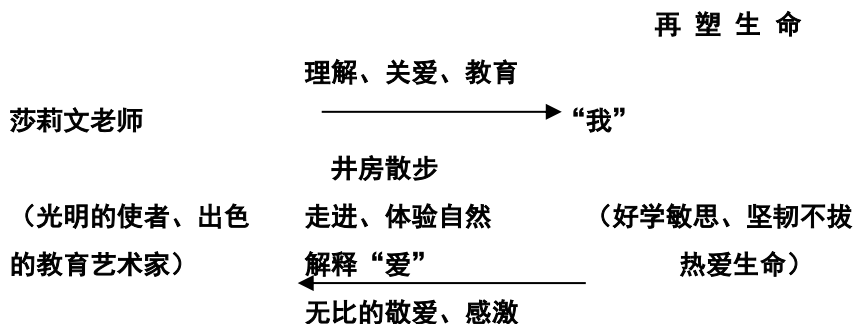 再 塑 生 命
理解、关爱、教育
莎莉文老师 “我”
井房散步
（光明的使者、出色 走进、体验自然 （好学敏思、坚韧不拔
的教育艺术家） 解释“爱” 热爱生命）
无比的敬爱、感激